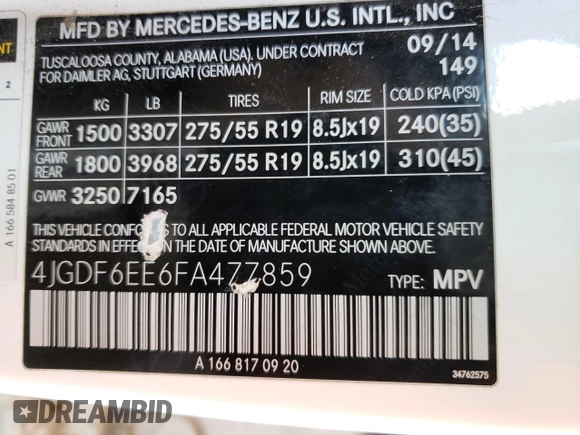 NT
2
A 166 584 85 01
MFD BY MERCEDES-BENZ U.S. INTL., INC
TUSCALOOSA COUNTY, ALABAMA (USA). UNDER CONTRACT
FOR DAIMLER AG, STUTTGART (GERMANY)
09/14
149
KG LB TIRES RIM SIZE COLD KPA (PSI)
GAWR FRONT 1500 3307 275/55 R19 8.5Jx19 240(35)
GAWR REAR 1800 3968 275/55 R19 8.5Jx19 310(45)
GVWR 3250 7165
THIS VEHICLE TO ALL APPLICABLE FEDERAL MOTOR VEHICLE SAFETY
STANDARDS IN EFFECT ON THE DATE OF MANUFACTURE SHOWN ABOVE.
4JGDF6EE6FA477859 TYPE: MPV
A 166 817 09 20
34762575
DREAMBID